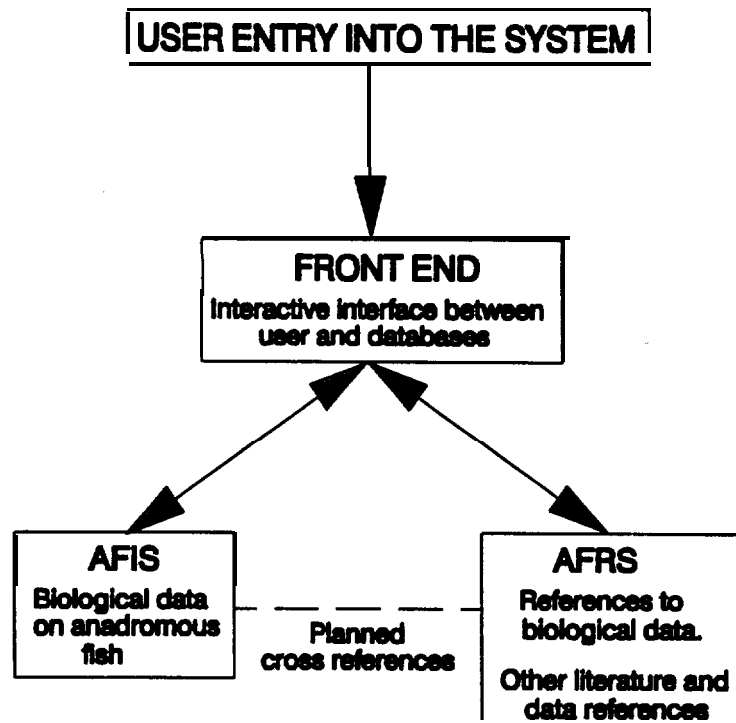 USER ENTRY INTO THE SYSTEM
FRONT END
Interactive interface between
user and databases
AFIS
Biological data
on anadromous
fish
Planned
cross references
AFRS
References to
biological data.
Other literature and
data references